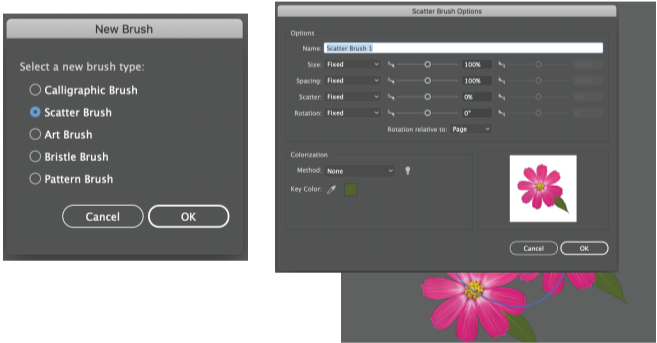 New Brush
Select a new brush type:
Calligraphic Brush
Scatter Brush
Art Brush
Bristle Brush
Pattern Brush
Cancel OK
Scatter Brush Options
Options
Name: Scatter Brush 1
Size: Fixed 100%
Spacing: Fixed 100%
Scatter: Fixed 0%
Rotation: Fixed 0°
Rotation relative to: Page
Colorization
Method: None
Key Color:
Cancel OK